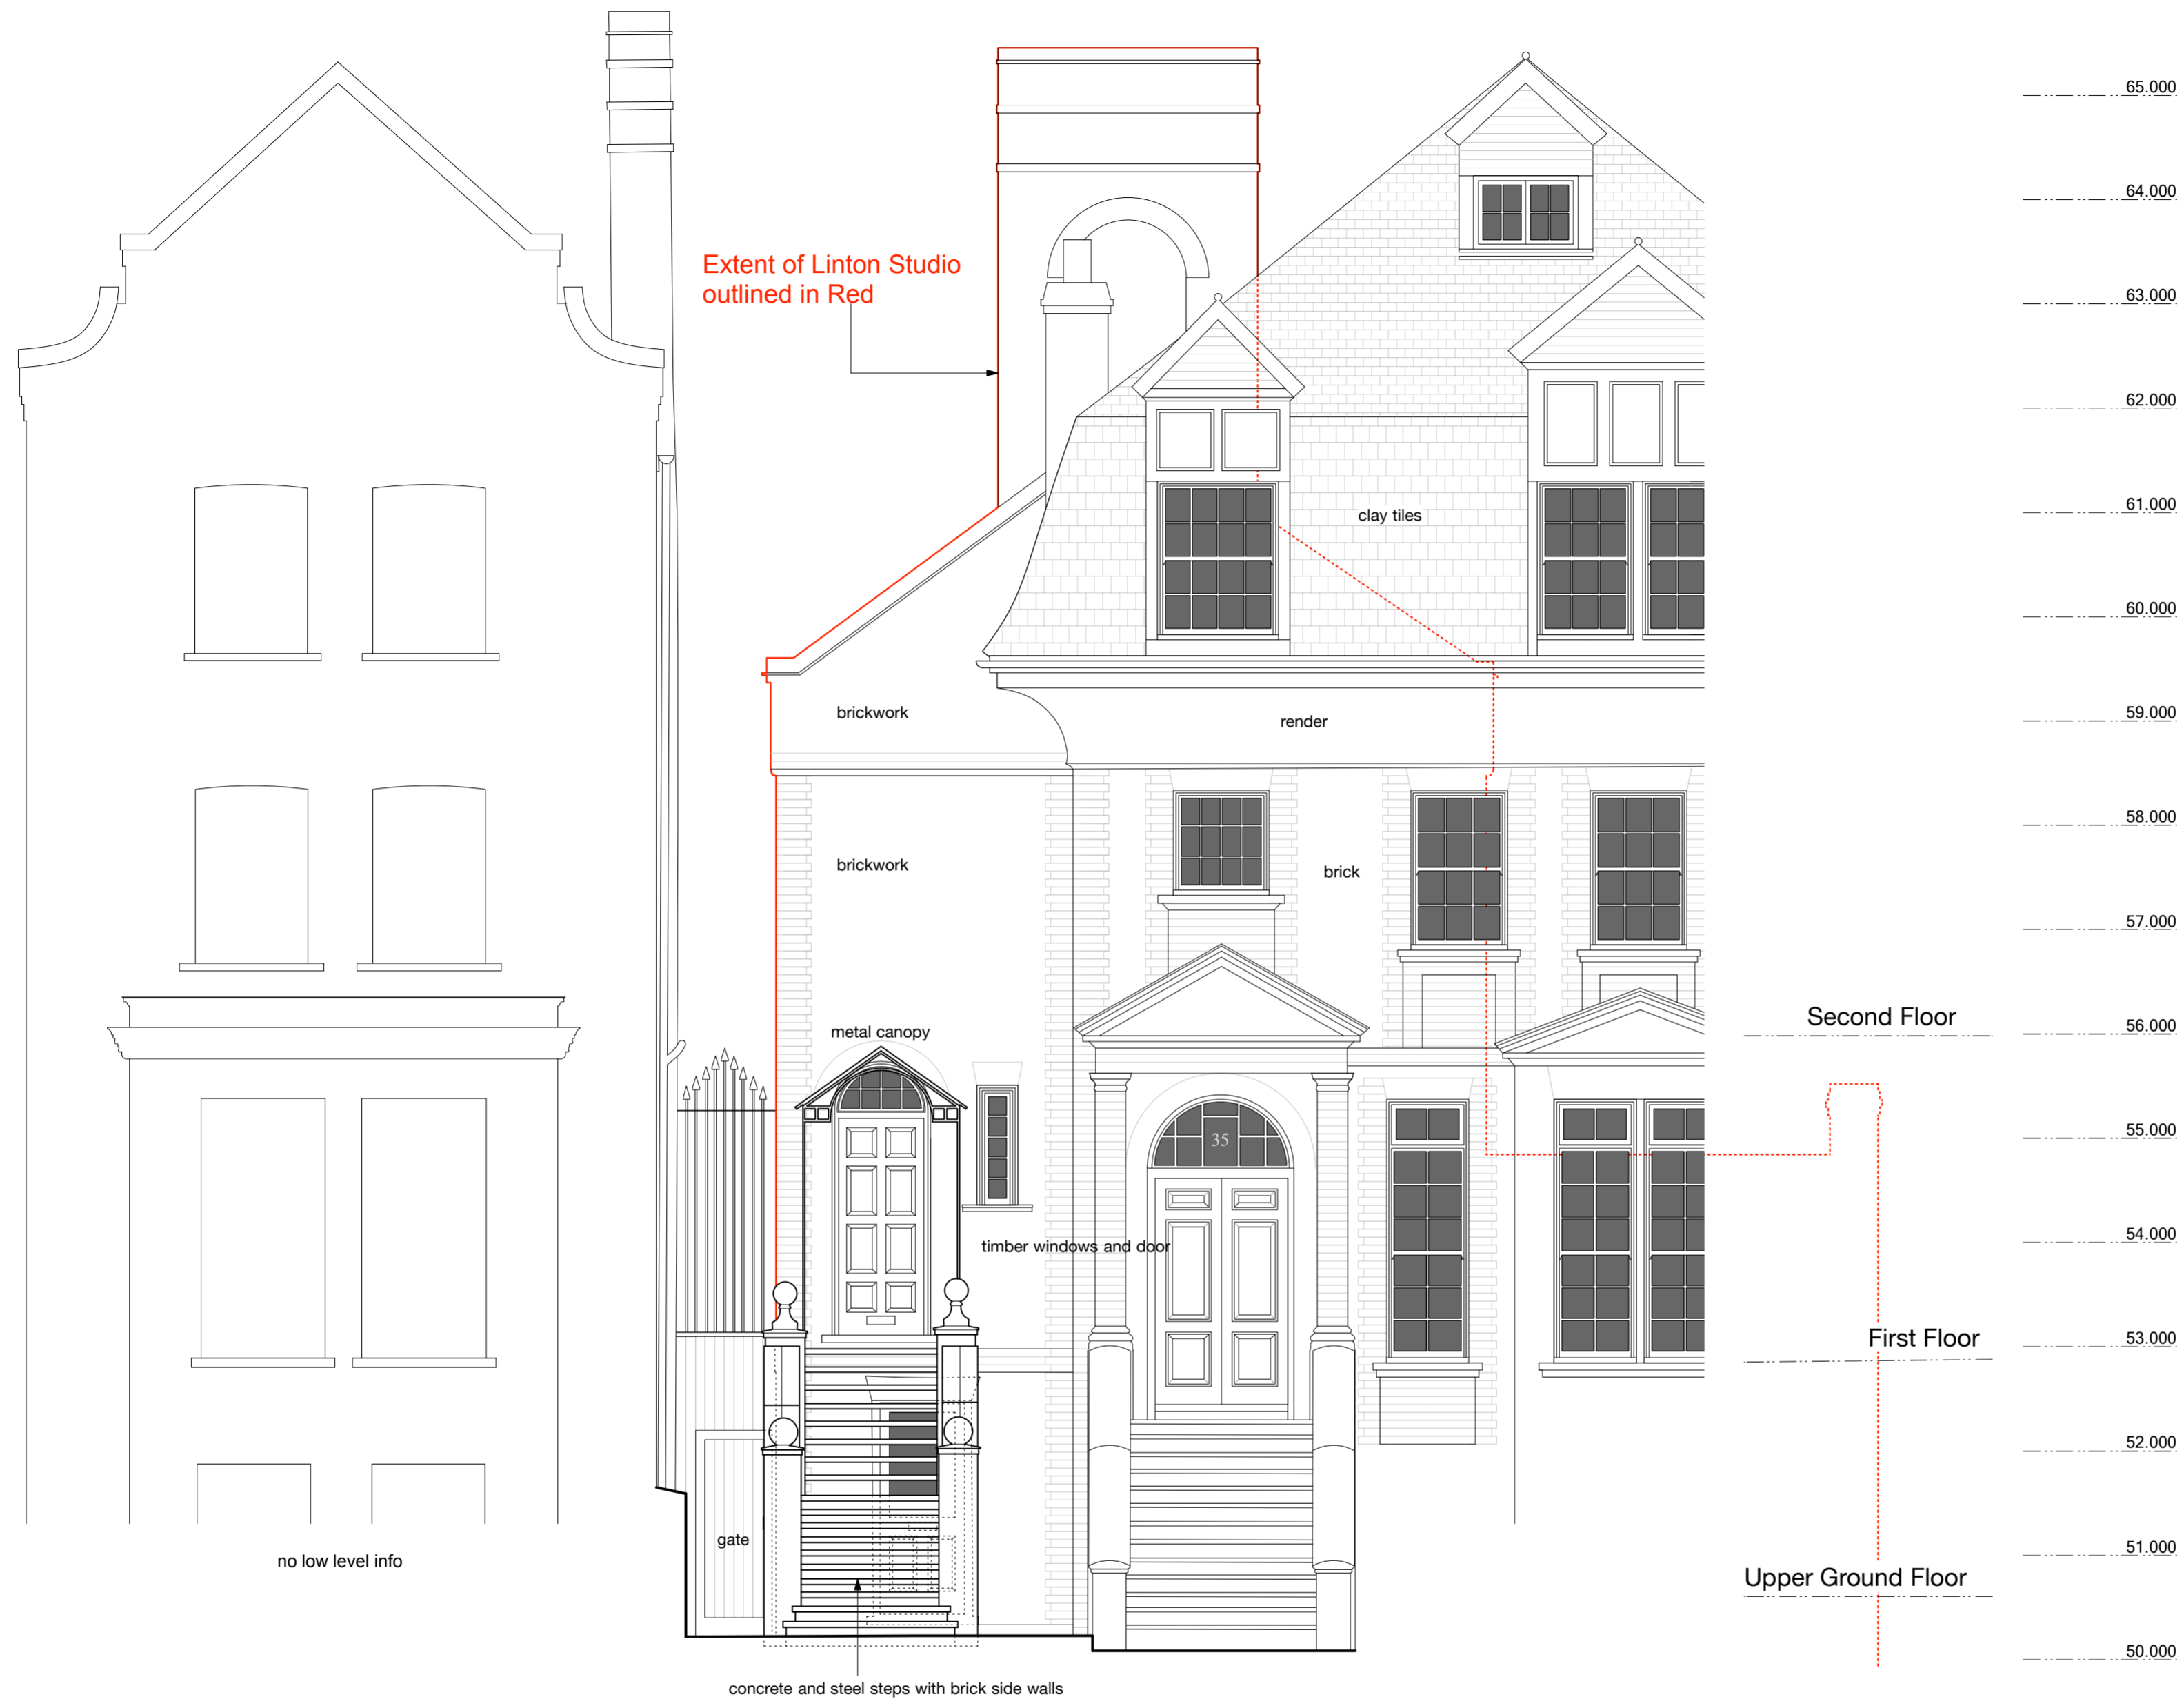 65.000
64.000
Extent of Linton Studio
outlined in Red
63.000
62.000
clay tiles
61.000
60.000
brickwork
render
59.000
58.000
brickwork
brick
57.000
Second Floor
56.000
metal canopy
35
55.000
timber windows and door
54.000
First Floor
53.000
52.000
gate
no low level info
51.000
Upper Ground Floor
50.000
concrete and steel steps with brick side walls